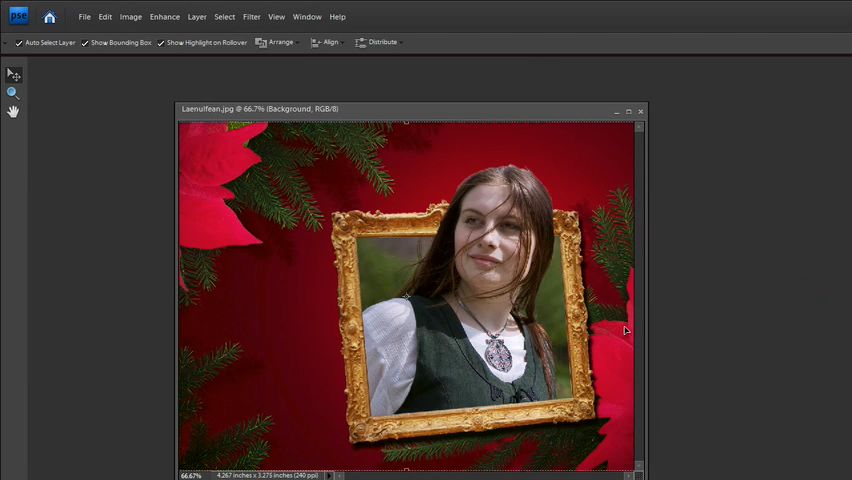 pse File Edit Image Enhance Layer Select Filter View Window Help
Auto Select Layer Show Bounding Box Show Highlight on Rollover Arrange Align Distribute
Laenulfean.jpg @ 66.7% (Background, RGB/8)
66.67% 4.267 inches x 3.275 inches (240 ppi)